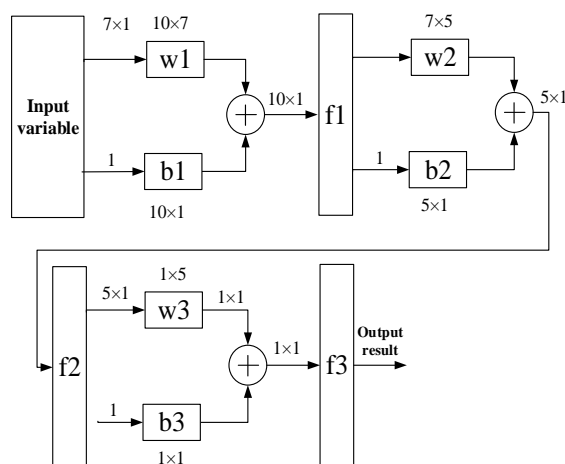 7×1
10×7
w1
Input
variable
10×1
f1
1
b1
10×1
7×5
w2
5×1
1
b2
5×1
1×5
5×1
w3
1×1
f2
1×1
f3
Output
result
1
b3
1×1